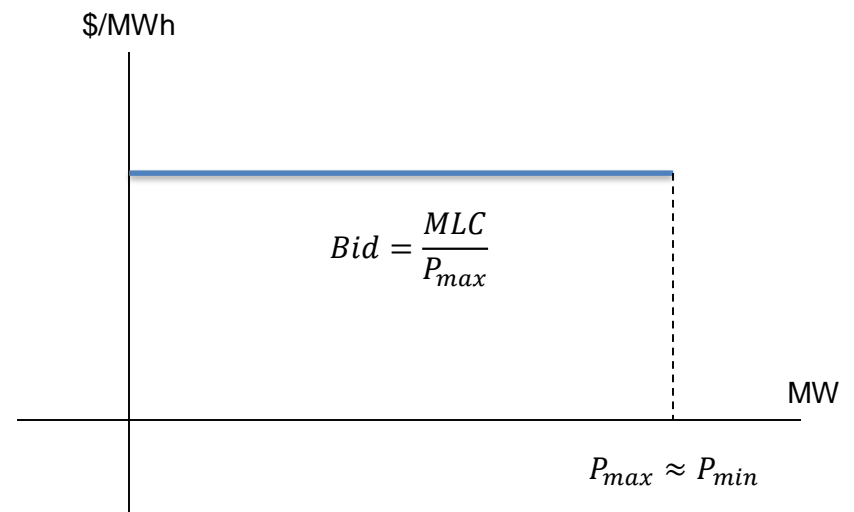 $/MWh
Bid = MLC / P_max
MW
P_max ≈ P_min